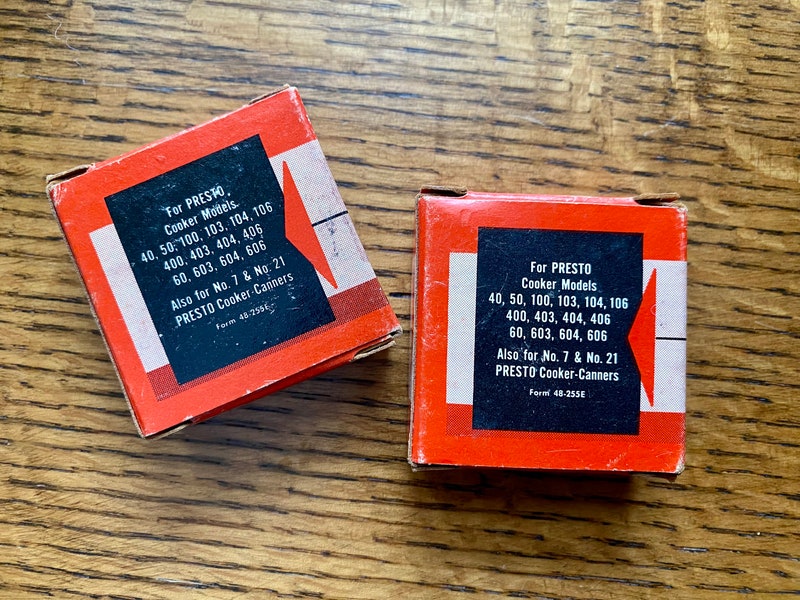 For PRESTO
Cooker Models
40, 50, 100, 103, 104, 106
400, 403, 404, 406
60, 603, 604, 606
Also for No. 7 & No. 21
PRESTO Cooker-Canners
Form 48-255E
For PRESTO
Cooker Models
40, 50, 100, 103, 104, 106
400, 403, 404, 406
60, 603, 604, 606
Also for No. 7 & No. 21
PRESTO Cooker-Canners
Form 48-255E